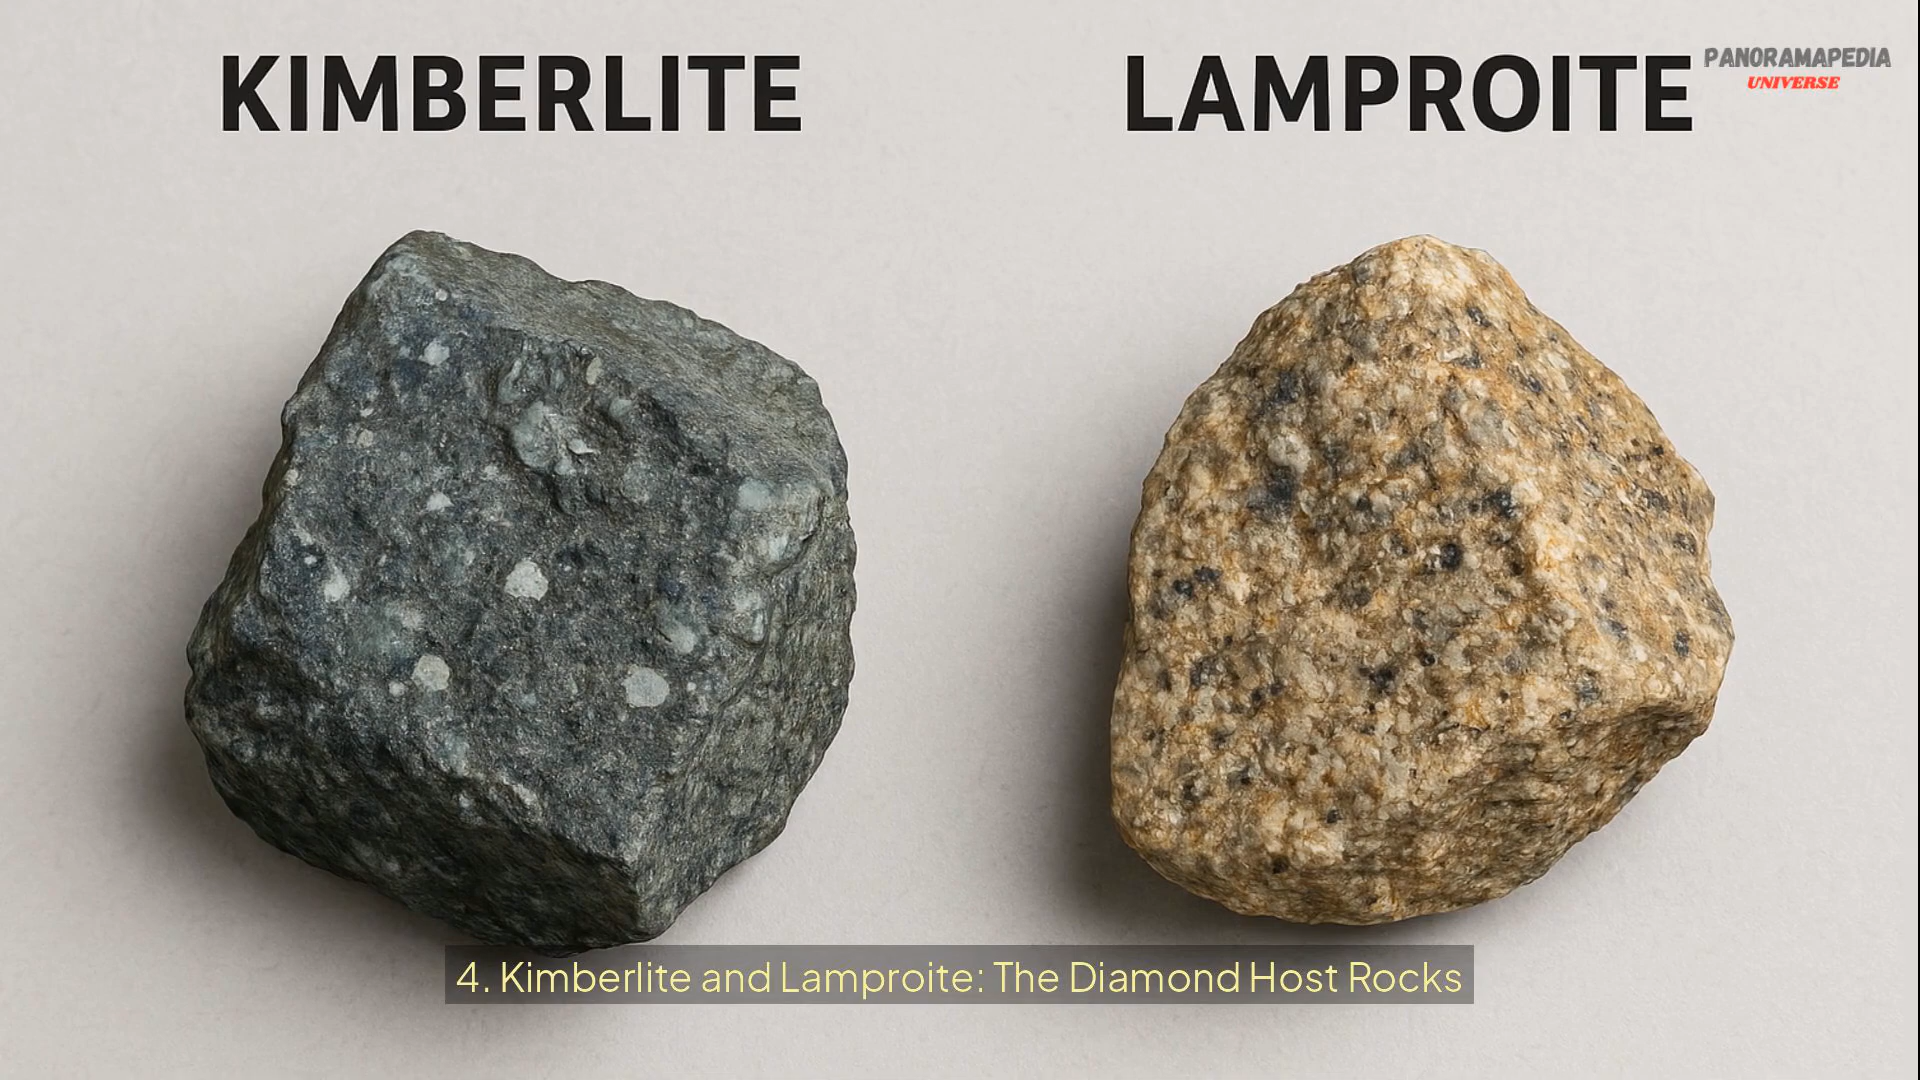 KIMBERLITE
LAMPROITE
PANORAMAPEDIA
UNIVERSE
4. Kimberlite and Lamproite: The Diamond Host Rocks